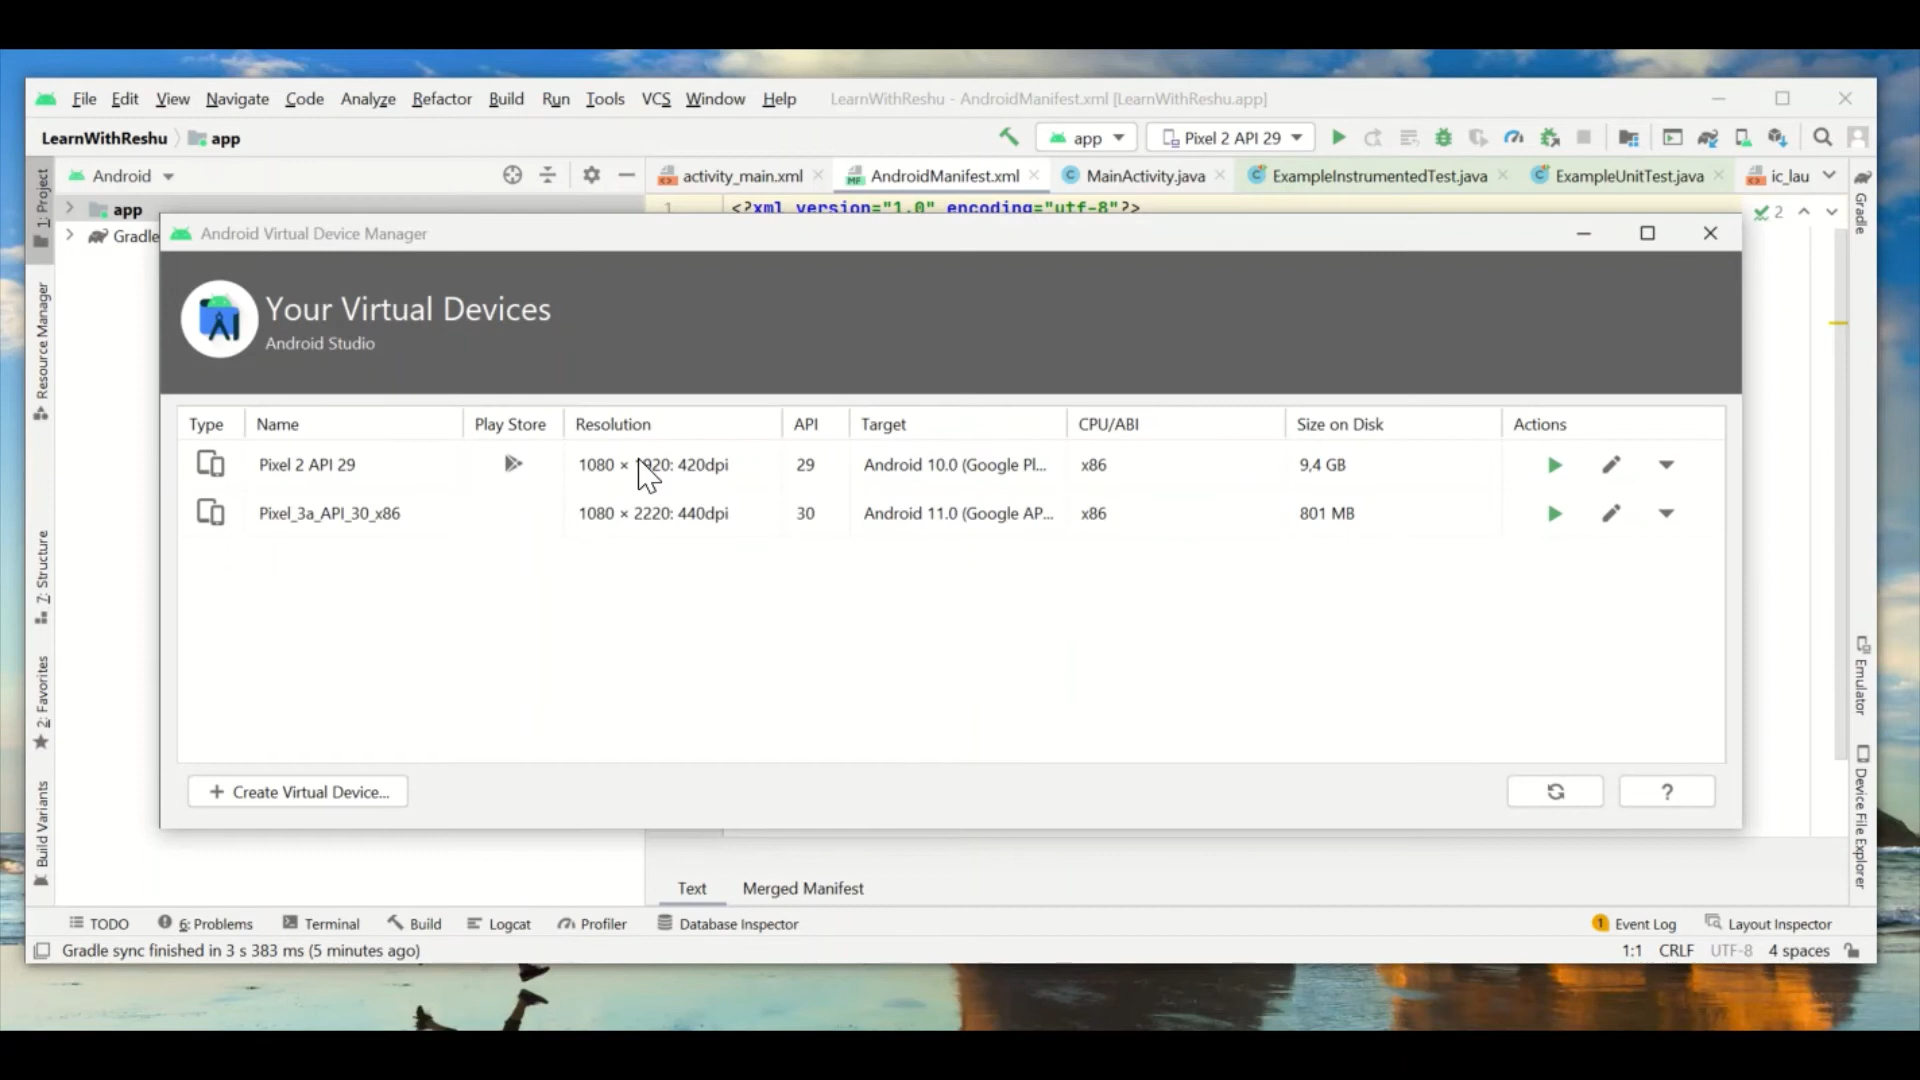 File Edit View Navigate Code Analyze Refactor Build Run Tools VCS Window Help LearnWithReshu - AndroidManifest.xml [LearnWithReshu.app]
LearnWithReshu app app Pixel 2 API 29
Android activity_main.xml AndroidManifest.xml MainActivity.java ExampleInstrumentedTest.java ExampleUnitTest.java ic_lau
app 1 <?xml version="1.0" encoding="utf-8"?> 2
Gradle
Android Virtual Device Manager
Your Virtual Devices
Android Studio
Type Name Play Store Resolution API Target CPU/ABI Size on Disk Actions
Pixel 2 API 29 1080 × 920: 420dpi 29 Android 10.0 (Google Pl... x86 9,4 GB
Pixel_3a_API_30_x86 1080 × 2220: 440dpi 30 Android 11.0 (Google AP... x86 801 MB
+ Create Virtual Device... ?
Text Merged Manifest
TODO 6: Problems Terminal Build Logcat Profiler Database Inspector 1 Event Log Layout Inspector
Gradle sync finished in 3 s 383 ms (5 minutes ago) 1:1 CRLF UTF-8 4 spaces
1: Project
Resource Manager
7: Structure
2: Favorites
Build Variants
Gradle
Emulator
Device File Explorer